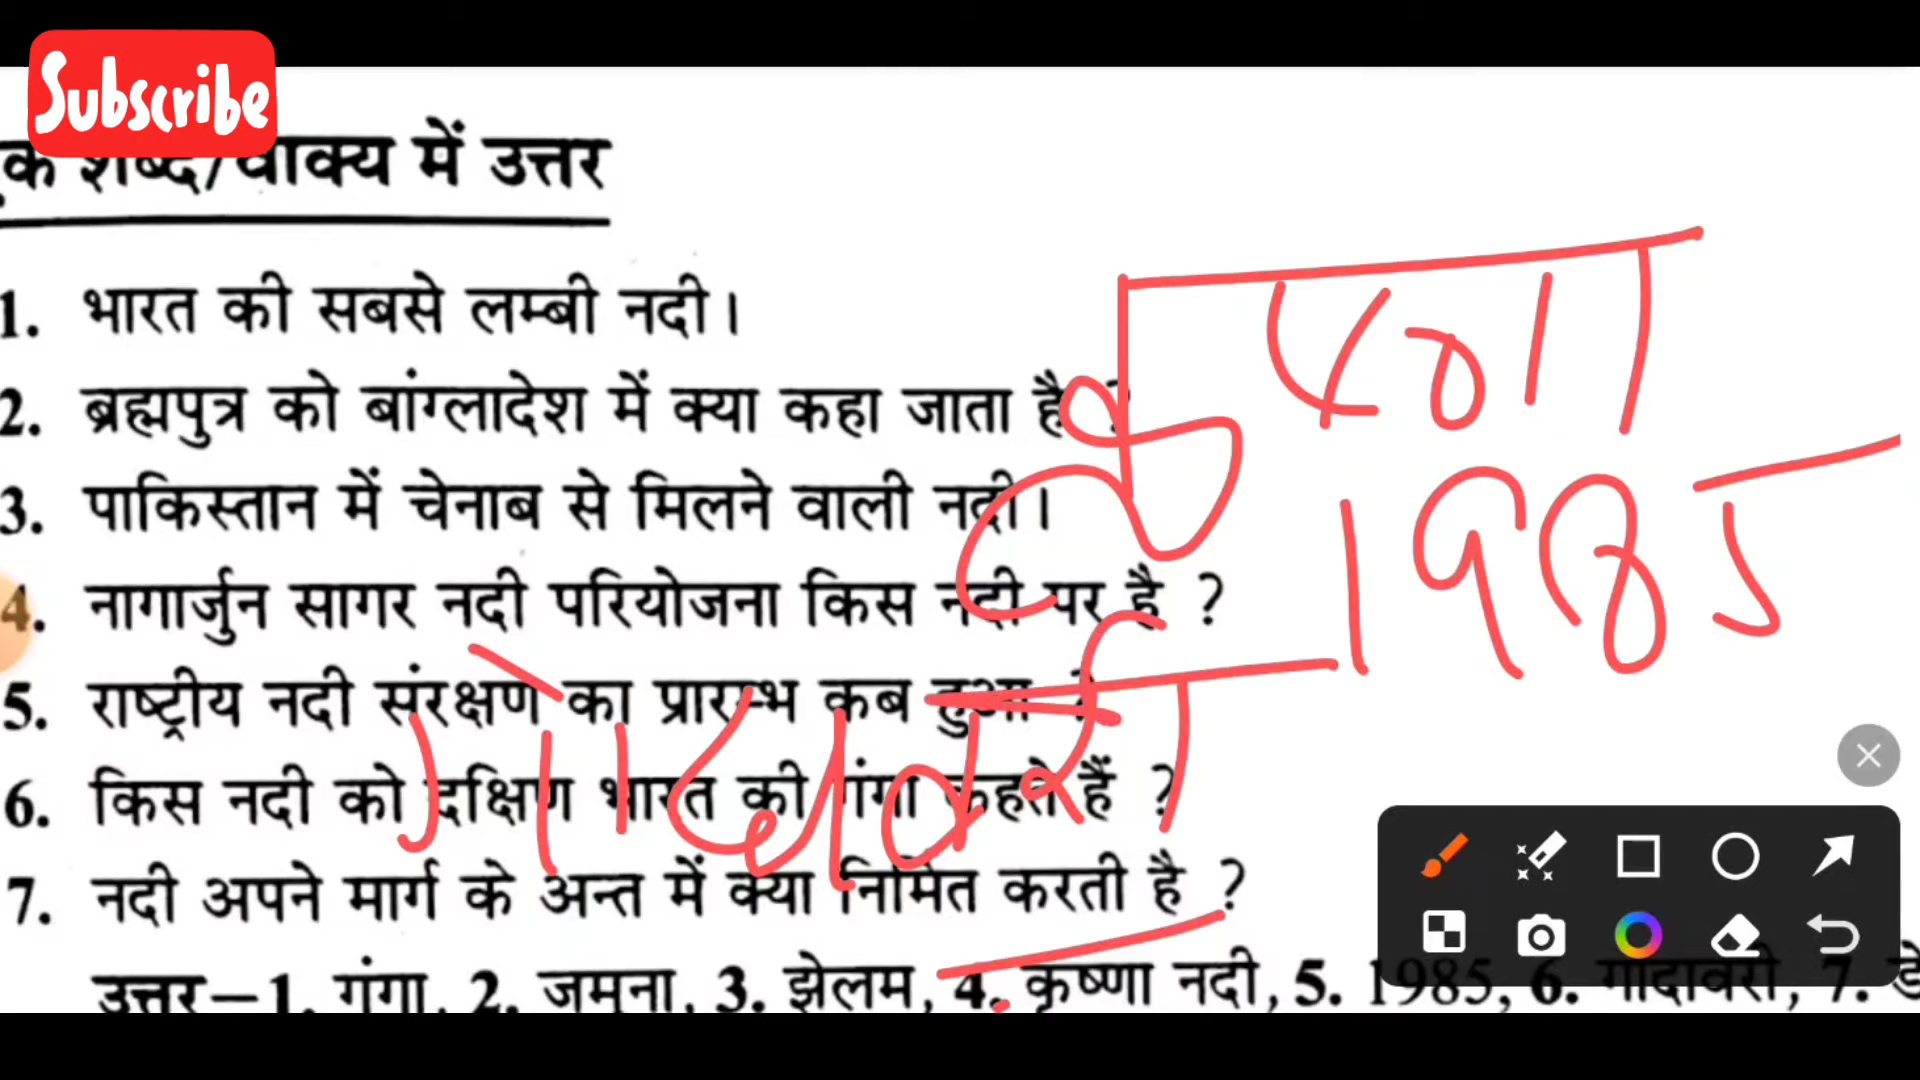 Subscribe
एक शब्द/वाक्य में उत्तर
1. भारत की सबसे लम्बी नदी।
2. ब्रह्मपुत्र को बांग्लादेश में क्या कहा जाता है ?
3. पाकिस्तान में चेनाब से मिलने वाली नदी।
4. नागार्जुन सागर नदी परियोजना किस नदी पर है ?
5. राष्ट्रीय नदी संरक्षण का प्रारम्भ कब हुआ ?
6. किस नदी को दक्षिण भारत की गंगा कहते हैं ?
7. नदी अपने मार्ग के अन्त में क्या निर्मित करती है ?
उत्तर–1. गंगा, 2. जमुना, 3. झेलम, 4. कृष्णा नदी, 5. 1985, 6. गोदावरी, 7.
कृष्णा
1985
गोदावरी